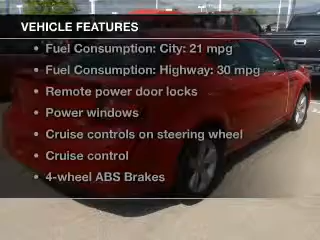 VEHICLE FEATURES
• Fuel Consumption: City: 21 mpg
• Fuel Consumption: Highway: 30 mpg
• Remote power door locks
• Power windows
• Cruise controls on steering wheel
• Cruise control
• 4-wheel ABS Brakes